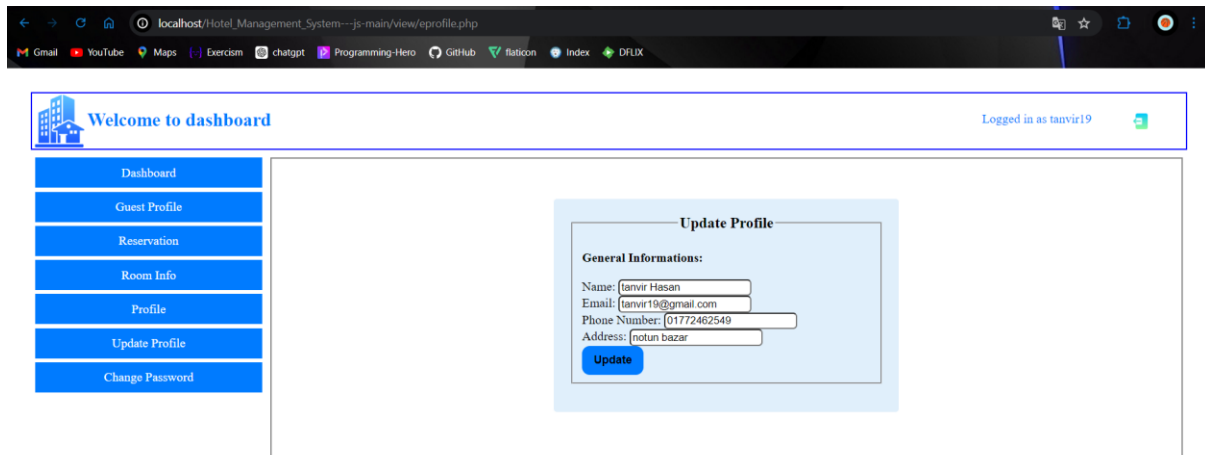 localhost/Hotel_Management_System---js-main/view/eprofile.php
Gmail YouTube Maps Exercism chatgpt Programming-Hero GitHub flaticon Index DFLIX
Welcome to dashboard Logged in as tanvir19
Dashboard
Guest Profile
Reservation
Room Info
Profile
Update Profile
Change Password
Update Profile
General Informations:
Name: tanvir Hasan
Email: tanvir19@gmail.com
Phone Number: 01772462549
Address: notun bazar
Update